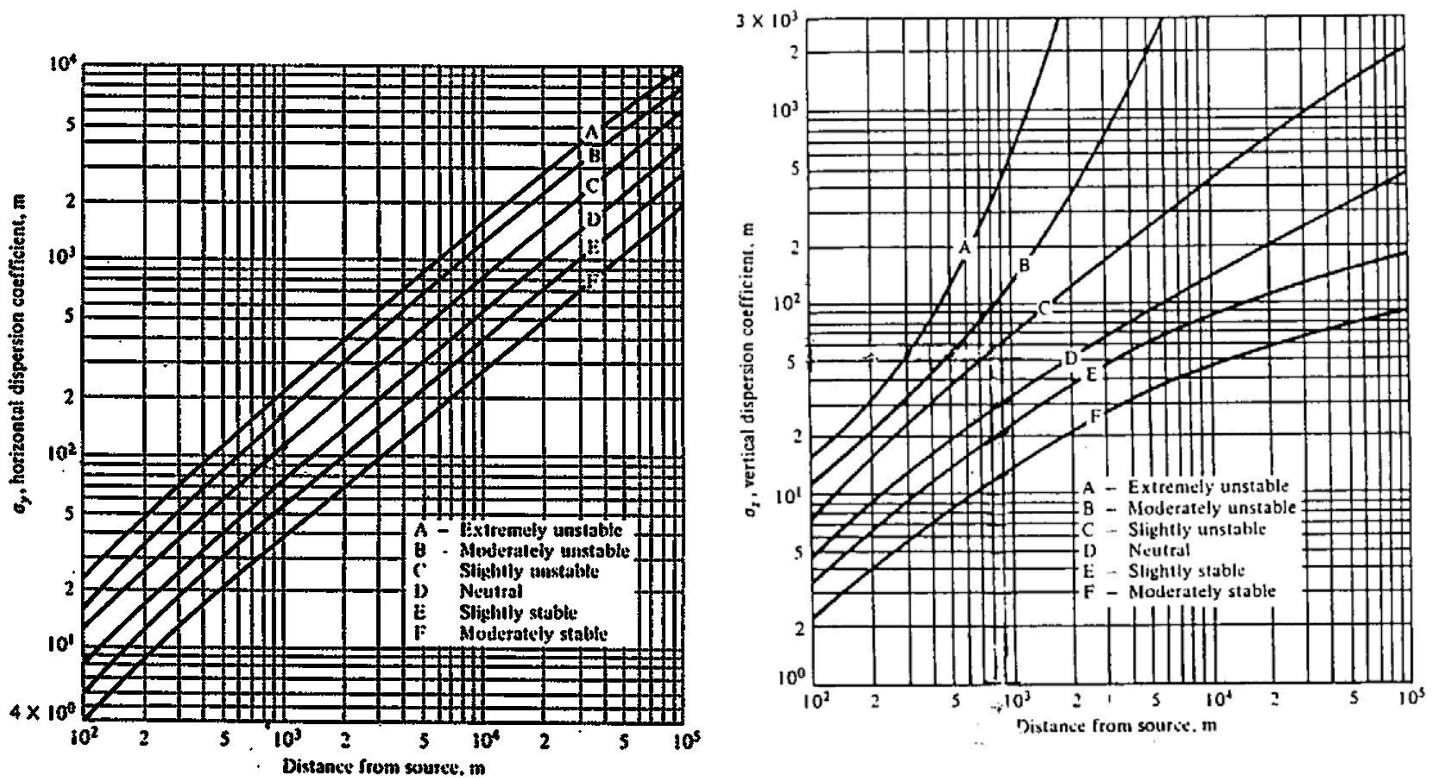 10⁴
5
2
10³
5
2
10²
5
2
10¹
4 × 10⁰
σy, horizontal dispersion coefficient, m
A
B
C
D
E
F
A – Extremely unstable
B - Moderately unstable
C Slightly unstable
D Neutral
E Slightly stable
F Moderately stable
10² 2 5 10³ 2 5 10⁴ 2 5 10⁵
Distance from source, m
3 × 10³
2
10³
5
2
10²
5
2
10¹
5
2
10⁰
σz, vertical dispersion coefficient, m
A
B
C
D
E
F
A – Extremely unstable
B – Moderately unstable
C – Slightly unstable
D – Neutral
E – Slightly stable
F – Moderately stable
10² 2 5 10³ 2 5 10⁴ 2 5 10⁵
Distance from source, m